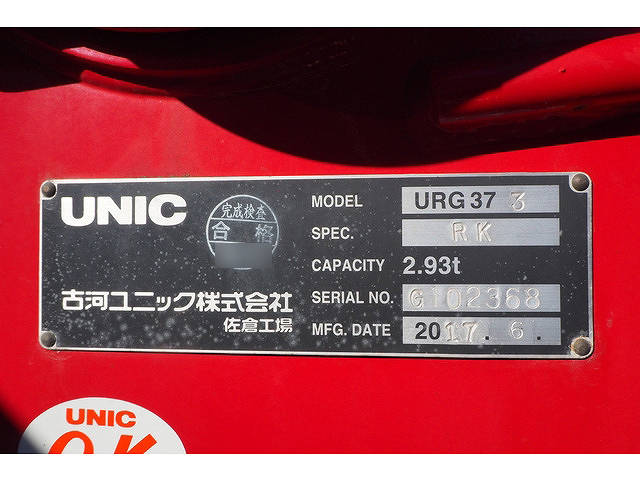 UNIC
完成検査
合格
古河ユニック株式会社
佐倉工場
MODEL URG37 3
SPEC. RK
CAPACITY 2.93t
SERIAL NO. G102368
MFG. DATE 2017. 6.
UNIC
O.K